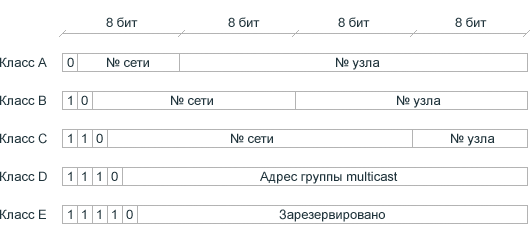 8 бит 8 бит 8 бит 8 бит
Класс A 0 № сети № узла
Класс B 1 0 № сети № узла
Класс C 1 1 0 № сети № узла
Класс D 1 1 1 0 Адрес группы multicast
Класс E 1 1 1 1 0 Зарезервировано